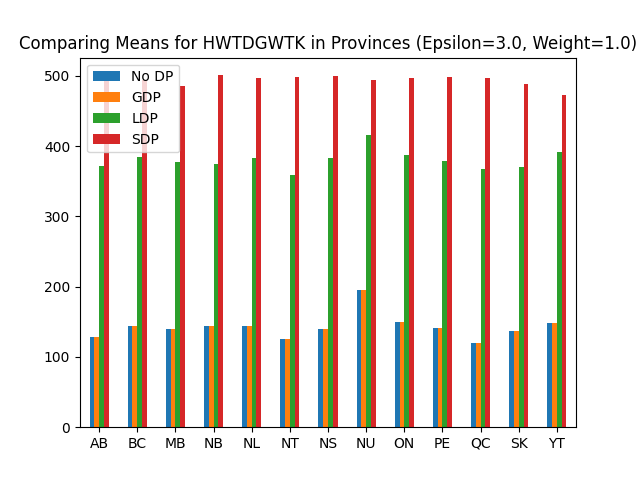 Comparing Means for HWTDGWTK in Provinces (Epsilon=3.0, Weight=1.0)
500
400
300
200
100
0
No DP
GDP
LDP
SDP
AB BC MB NB NL NT NS NU ON PE QC SK YT